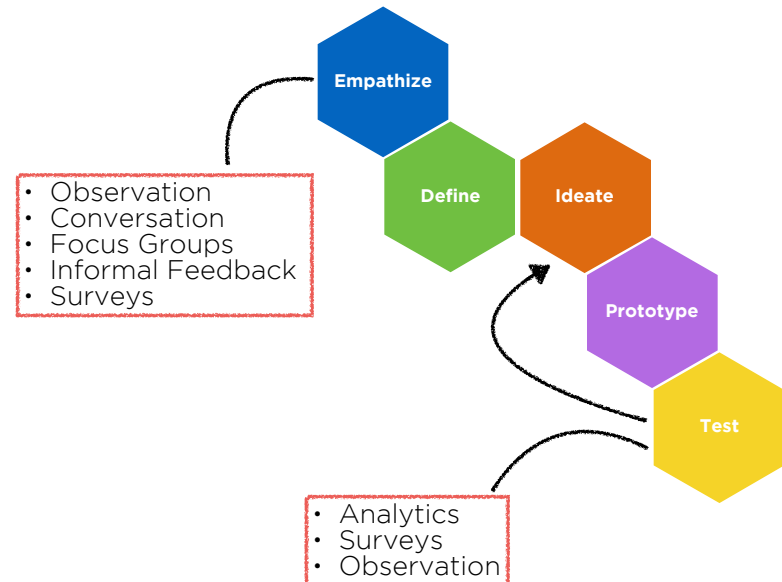 Empathize
Define
Ideate
• Observation
• Conversation
• Focus Groups
• Informal Feedback
• Surveys
Prototype
Test
• Analytics
• Surveys
• Observation